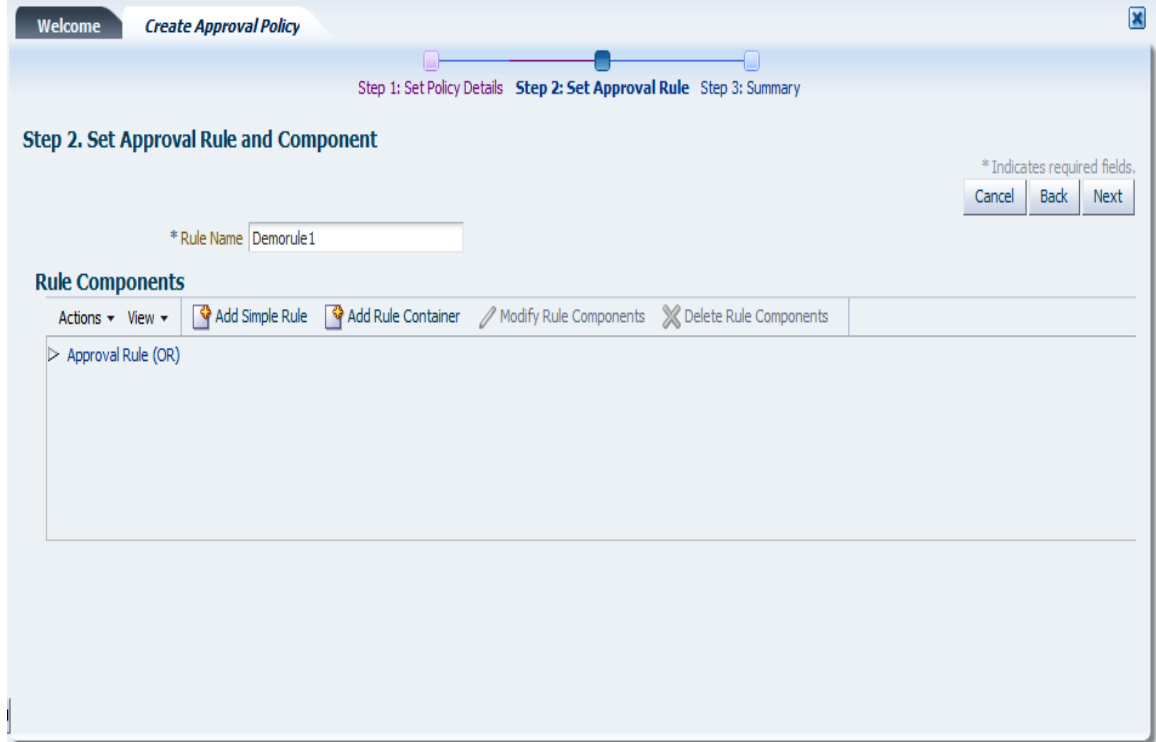 Welcome Create Approval Policy
Step 1: Set Policy Details Step 2: Set Approval Rule Step 3: Summary
Step 2. Set Approval Rule and Component
* Indicates required fields.
Cancel Back Next
* Rule Name Demorule1
Rule Components
Actions View Add Simple Rule Add Rule Container Modify Rule Components Delete Rule Components
Approval Rule (OR)